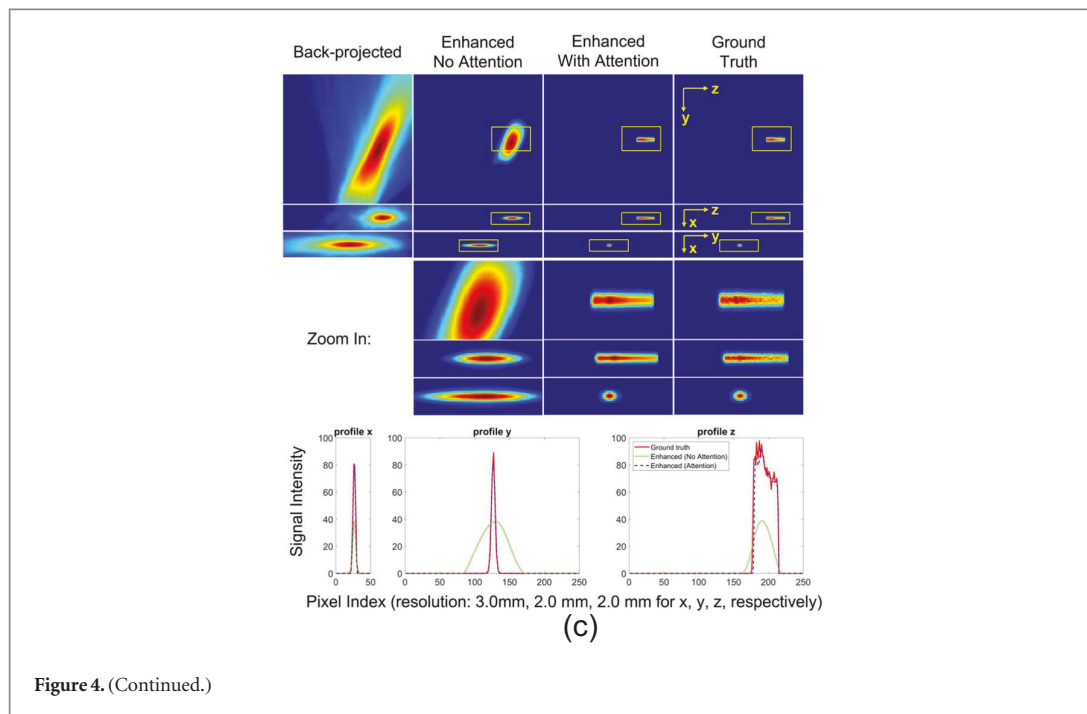 Back-projected
Enhanced
No Attention
Enhanced
With Attention
Ground
Truth
z
y
z
x
y
x
Zoom In:
profile x
profile y
profile z
Signal Intensity
100
80
60
40
20
0
0
50
100
80
60
40
20
0
0
50
100
150
200
250
100
80
60
40
20
0
0
50
100
150
200
250
Ground truth
Enhanced (No Attention)
Enhanced (Attention)
Pixel Index (resolution: 3.0mm, 2.0 mm, 2.0 mm for x, y, z, respectively)
(c)
Figure 4. (Continued.)